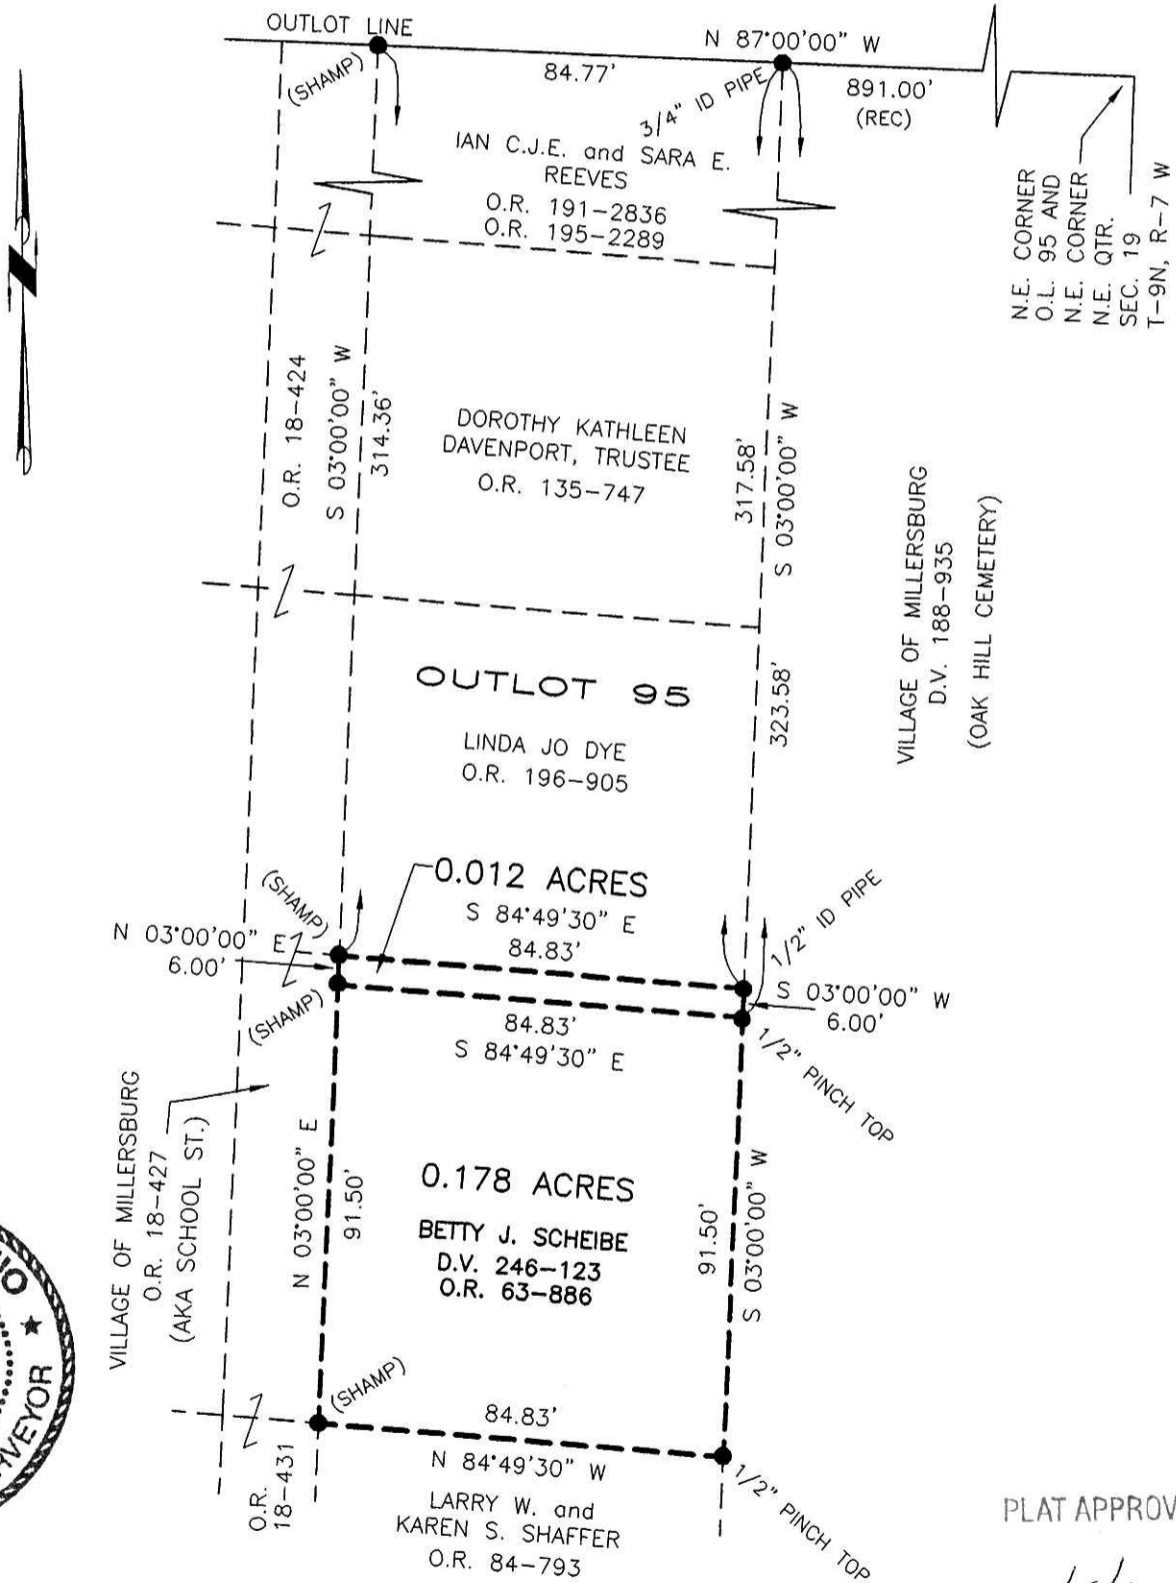 OUTLOT LINE
N 87°00'00" W
(SHAMP)
84.77'
3/4" ID PIPE
891.00'
(REC)
IAN C.J.E. and SARA E.
REEVES
O.R. 191-2836
O.R. 195-2289
N.E. CORNER
O.L. 95 AND
N.E. CORNER
N.E. QTR.
SEC. 19
T-9N, R-7 W
O.R. 18-424
S 03°00'00" W
314.36'
DOROTHY KATHLEEN
DAVENPORT, TRUSTEE
O.R. 135-747
317.58'
S 03°00'00" W
VILLAGE OF MILLERSBURG
D.V. 188-935
(OAK HILL CEMETERY)
OUTLOT 95
323.58'
LINDA JO DYE
O.R. 196-905
0.012 ACRES
(SHAMP)
S 84°49'30" E
1/2" ID PIPE
N 03°00'00" E
84.83'
6.00'
S 03°00'00" W
6.00'
(SHAMP)
84.83'
S 84°49'30" E
1/2" PINCH TOP
VILLAGE OF MILLERSBURG
O.R. 18-427
(AKA SCHOOL ST.)
N 03°00'00" E
91.50'
0.178 ACRES
BETTY J. SCHEIBE
D.V. 246-123
O.R. 63-886
91.50'
S 03°00'00" W
(SHAMP)
84.83'
N 84°49'30" W
O.R.
18-431
LARRY W. and
KAREN S. SHAFFER
O.R. 84-793
1/2" PINCH TOP
PLAT APPROV